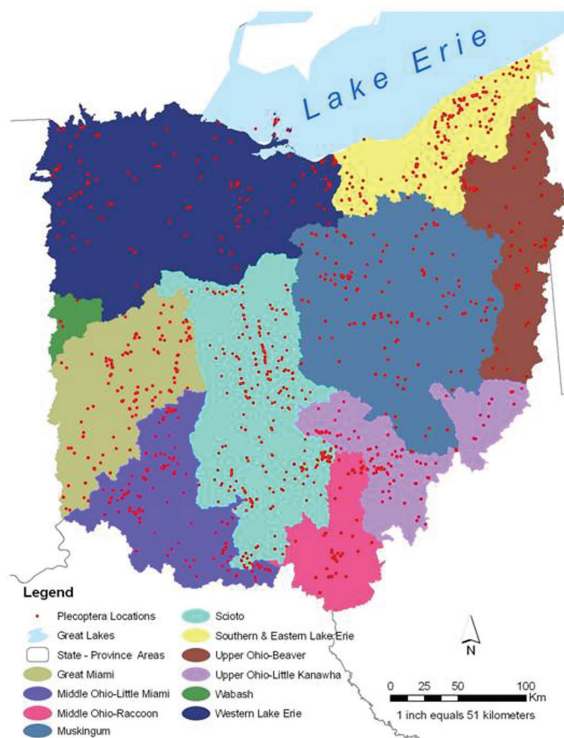 Lake Erie
Legend
Plecoptera Locations
Great Lakes
State - Province Areas
Great Miami
Middle Ohio-Little Miami
Middle Ohio-Raccoon
Muskingum
Scioto
Southern & Eastern Lake Erie
Upper Ohio-Beaver
Upper Ohio-Little Kanawha
Wabash
Western Lake Erie
N
0 25 50 100
Km
1 inch equals 51 kilometers